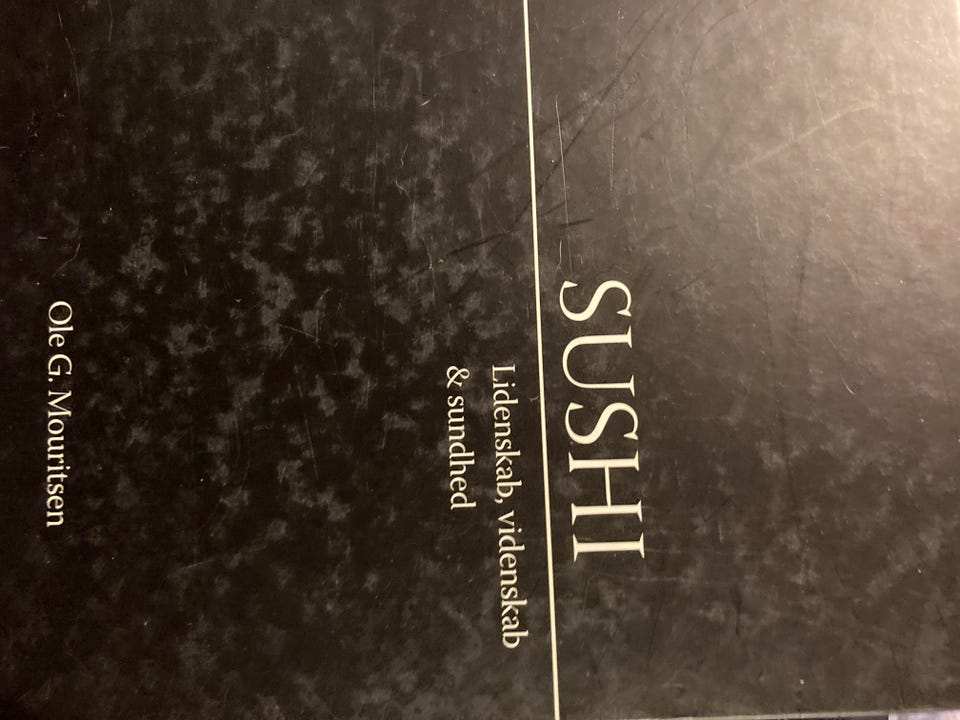 SUSHI
Lidenskab, videnskab
& sundhed
Ole G. Mouritsen